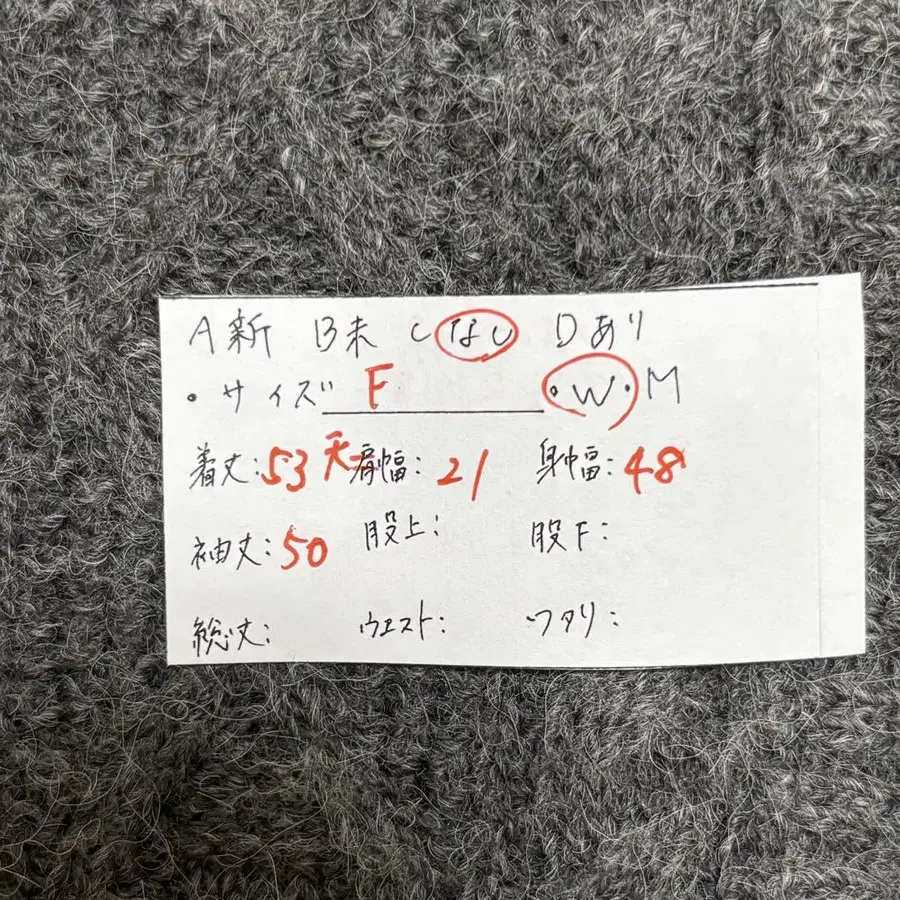 A新 B未 Cなし Dあり
・サイズ F ・W・M
着丈:53 天肩幅:21 身幅:48
袖丈:50 股上: 股下:
総丈: ウエスト: ワタリ: